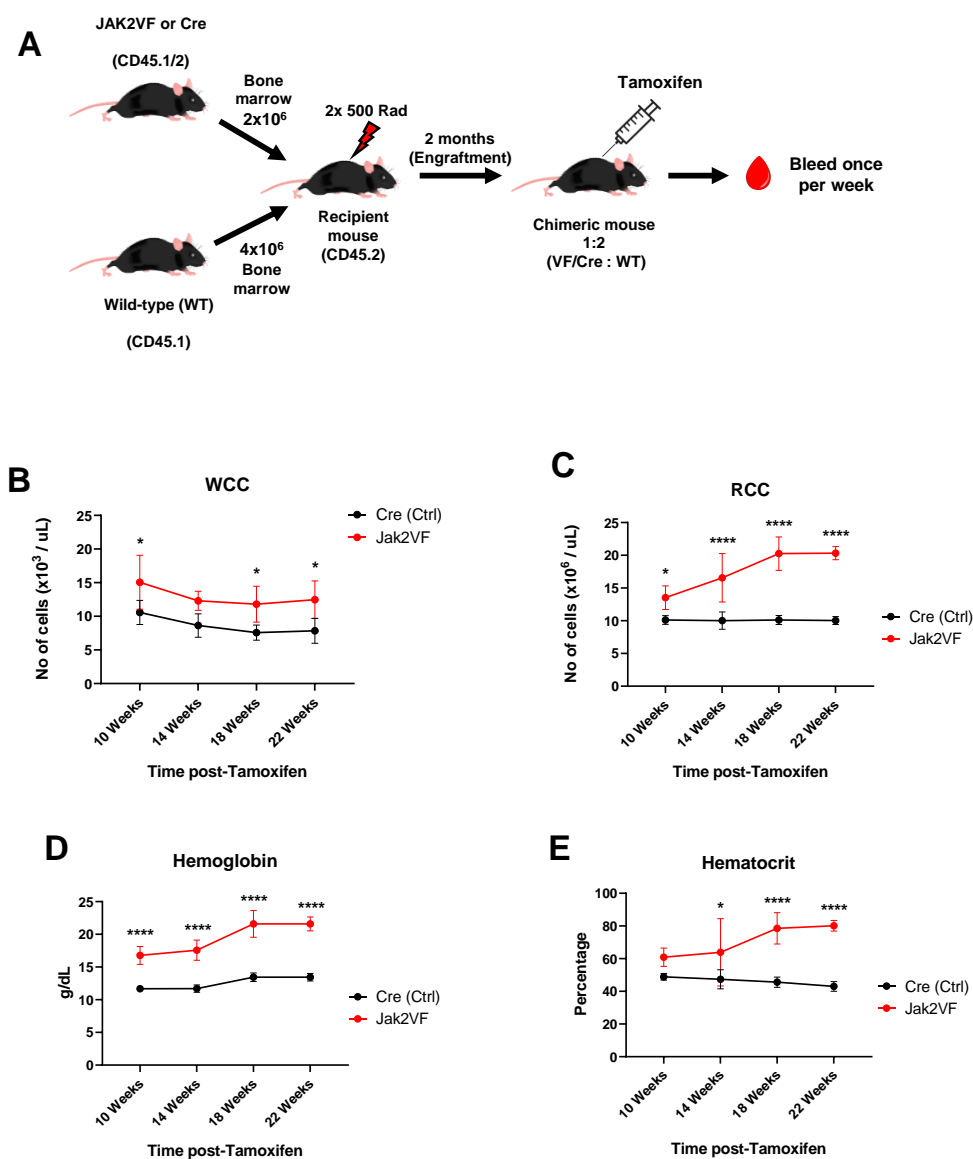 A
JAK2VF or Cre
(CD45.1/2)
Bone
marrow
2x10⁶
2x 500 Rad
Tamoxifen
2 months
(Engraftment)
Bleed once
per week
Recipient
mouse
(CD45.2)
Chimeric mouse
1:2
(VF/Cre : WT)
4x10⁶
Bone
marrow
Wild-type (WT)
(CD45.1)
B
WCC
No of cells (x10³ / uL)
25
20
15
10
5
0
*
*
*
10 Weeks
14 Weeks
18 Weeks
22 Weeks
Time post-Tamoxifen
Cre (Ctrl)
Jak2VF
C
RCC
No of cells (x10⁶ / uL)
25
20
15
10
5
0
*
****
****
****
10 Weeks
14 Weeks
18 Weeks
22 Weeks
Time post-Tamoxifen
Cre (Ctrl)
Jak2VF
D
Hemoglobin
g/dL
25
20
15
10
5
0
****
****
****
****
10 Weeks
14 Weeks
18 Weeks
22 Weeks
Time post-Tamoxifen
Cre (Ctrl)
Jak2VF
E
Hematocrit
Percentage
100
80
60
40
20
0
*
****
****
10 Weeks
14 Weeks
18 Weeks
22 Weeks
Time post-Tamoxifen
Cre (Ctrl)
Jak2VF